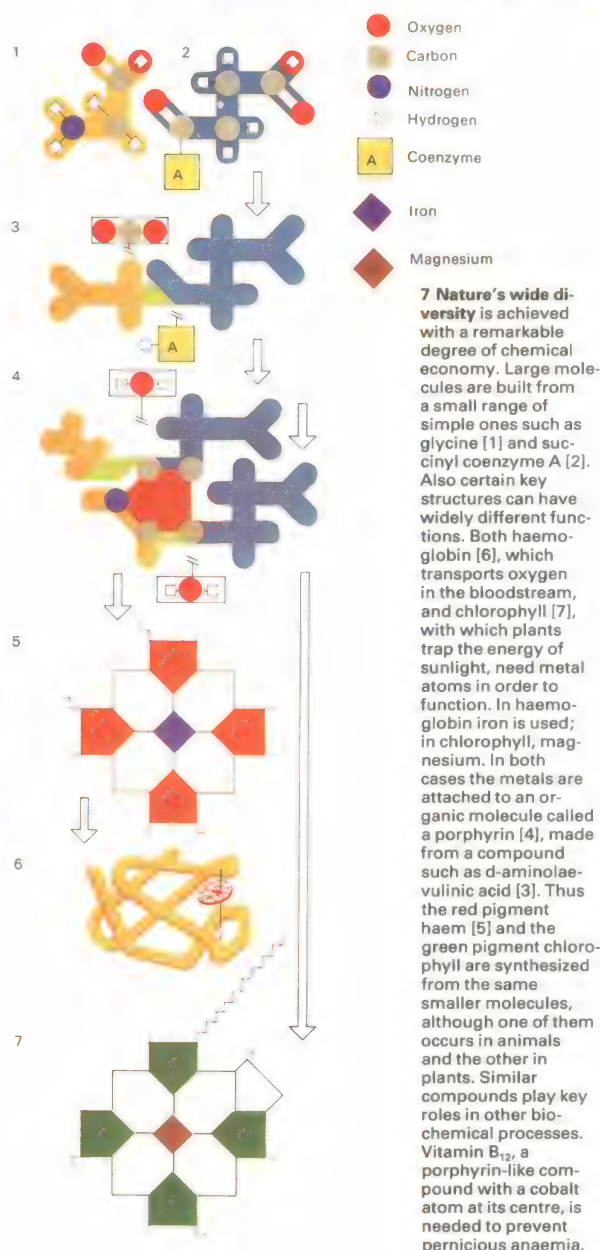 1
2
Oxygen
Carbon
Nitrogen
Hydrogen
A
Coenzyme
Iron
Magnesium
A
3
A
4
5
6
7
7 Nature's wide di-
versity is achieved
with a remarkable
degree of chemical
economy. Large mole-
cules are built from
a small range of
simple ones such as
glycine [1] and suc-
cinyl coenzyme A [2].
Also certain key
structures can have
widely different func-
tions. Both haemo-
globin [6], which
transports oxygen
in the bloodstream,
and chlorophyll [7],
with which plants
trap the energy of
sunlight, need metal
atoms in order to
function. In haemo-
globin iron is used;
in chlorophyll, mag-
nesium. In both
cases the metals are
attached to an or-
ganic molecule called
a porphyrin [4], made
from a compound
such as d-aminolae-
vulinic acid [3]. Thus
the red pigment
haem [5] and the
green pigment chloro-
phyll are synthesized
from the same
smaller molecules,
although one of them
occurs in animals
and the other in
plants. Similar
compounds play key
roles in other bio-
chemical processes.
Vitamin B₁₂, a
porphyrin-like com-
pound with a cobalt
atom at its centre, is
needed to prevent
pernicious anaemia.